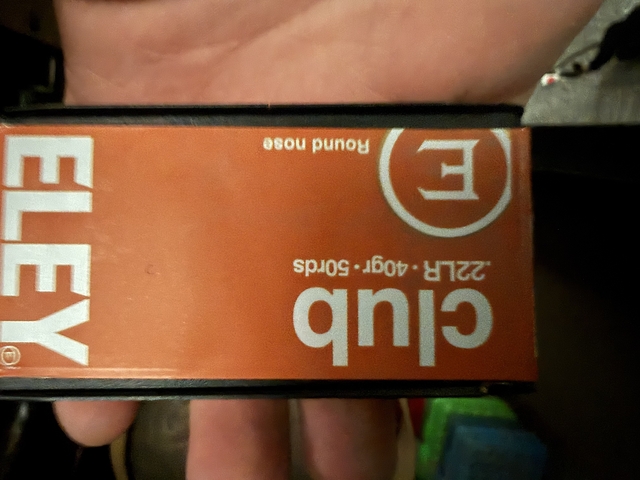 club
.22LR • 40gr • 50rds
E
Round nose
ELEY®